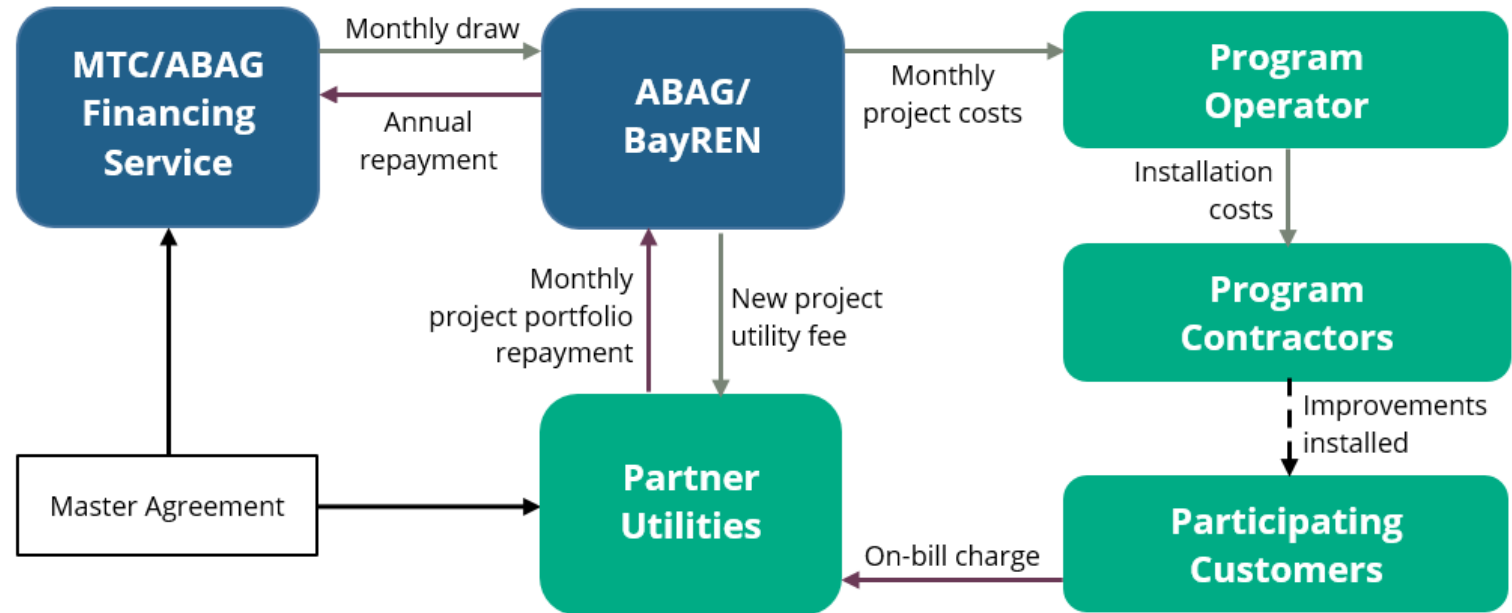 MTC/ABAG
Financing
Service
Monthly draw
Annual
repayment
ABAG/
BayREN
Monthly
project costs
Program
Operator
Installation
costs
Program
Contractors
Improvements
installed
Participating
Customers
On-bill charge
Partner
Utilities
Monthly
project portfolio
repayment
New project
utility fee
Master Agreement